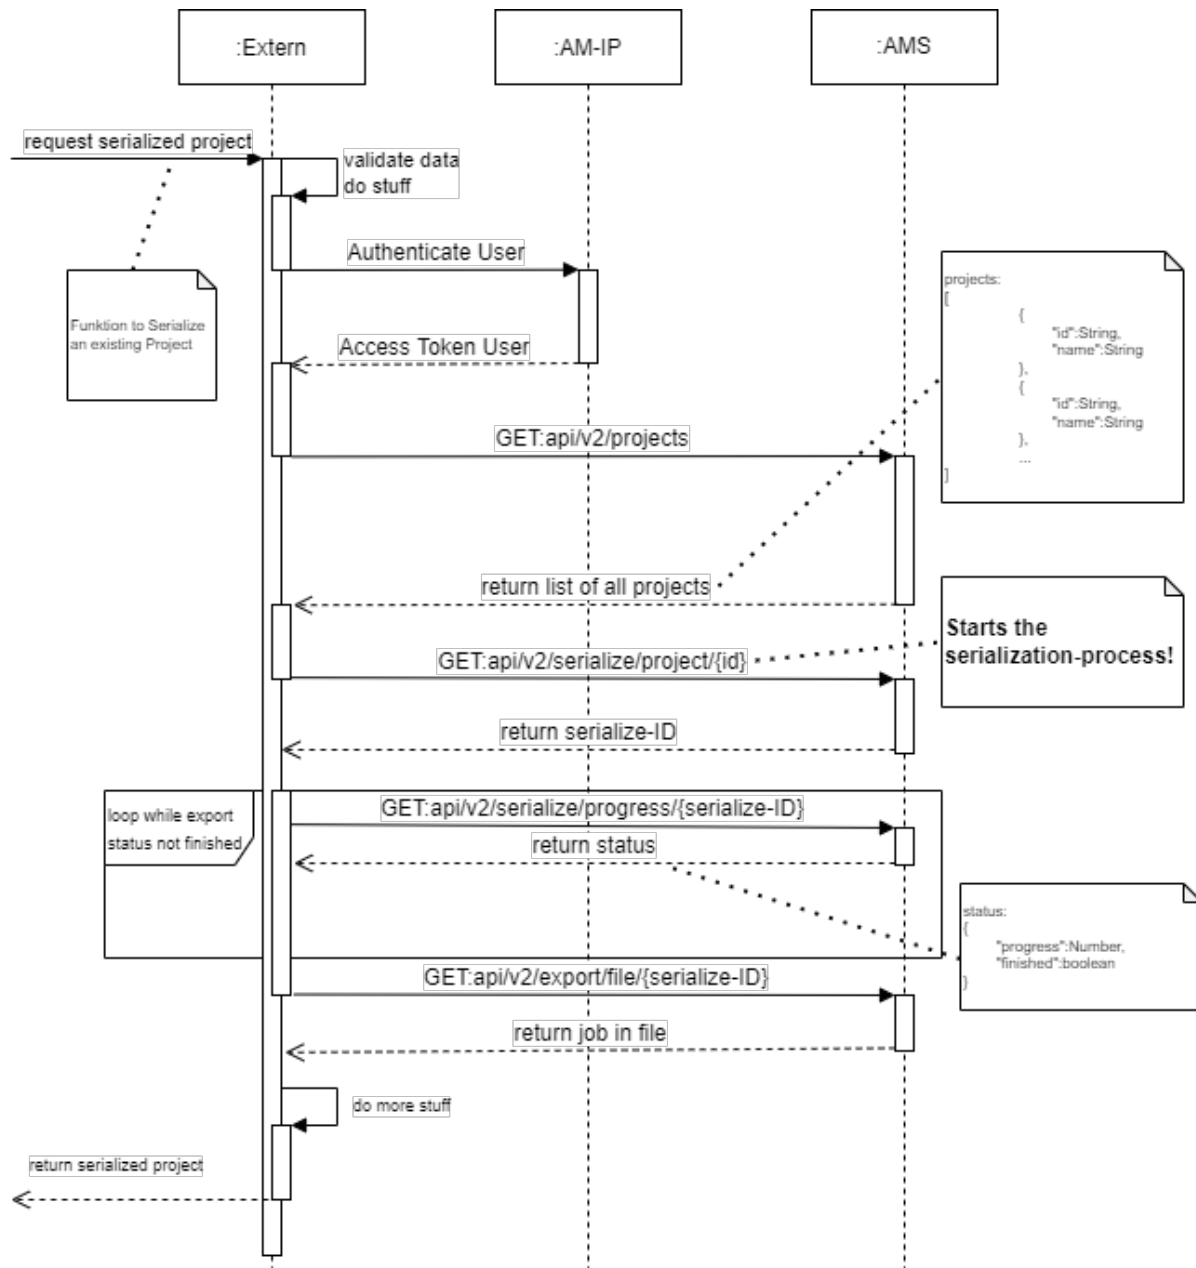 :Extern
:AM-IP
:AMS
request serialized project
validate data
do stuff
Authenticate User
Funktion to Serialize
an existing Project
projects:
[
{
"id":String,
"name":String
},
{
"id":String,
"name":String
},
...
]
Access Token User
GET:api/v2/projects
return list of all projects
Starts the
serialization-process!
GET:api/v2/serialize/project/{id}
return serialize-ID
loop while export
status not finished
GET:api/v2/serialize/progress/{serialize-ID}
return status
status:
{
"progress":Number,
"finished":boolean
}
GET:api/v2/export/file/{serialize-ID}
return job in file
do more stuff
return serialized project